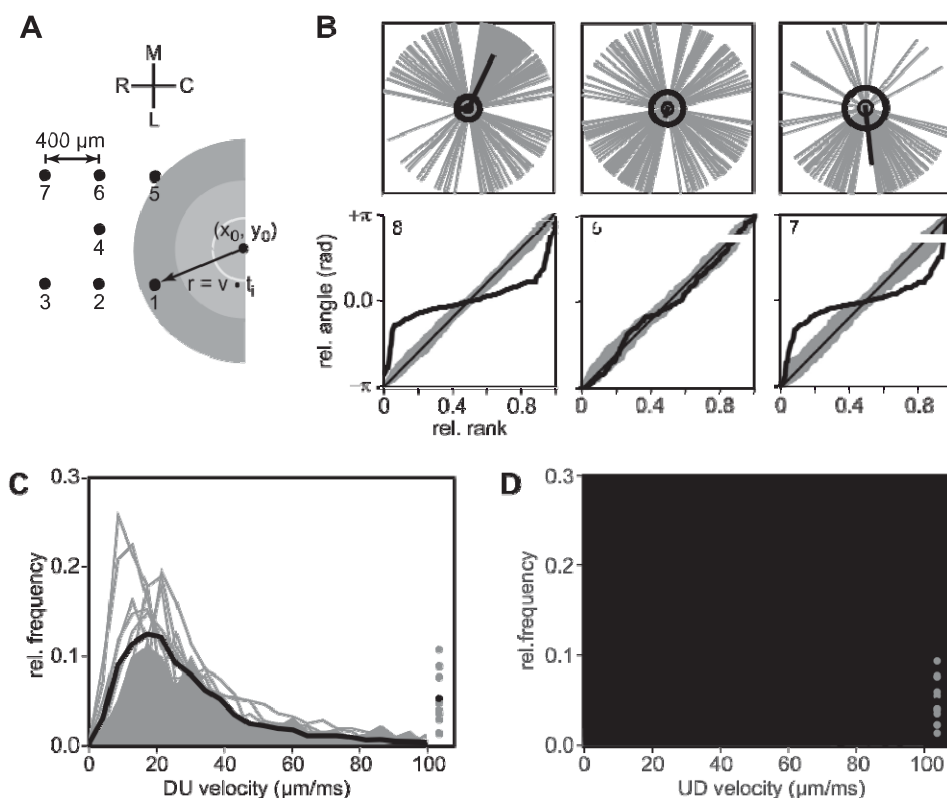 A
M
R C
L
400 µm
7 6 5
(x0, y0)
4
r = v • ti
3 2 1
B
8 6 7
rel. angle (rad)
+π
0.0
−π
0 0.4 0.8 0 0.4 0.8 0 0.4 0.8
rel. rank
C
rel. frequency
0.3
0.2
0.1
0.0
0 20 40 60 80 100
DU velocity (µm/ms)
D
rel.frequency
0.3
0.2
0.1
0.0
0 20 40 60 80 100
UD velocity (µm/ms)